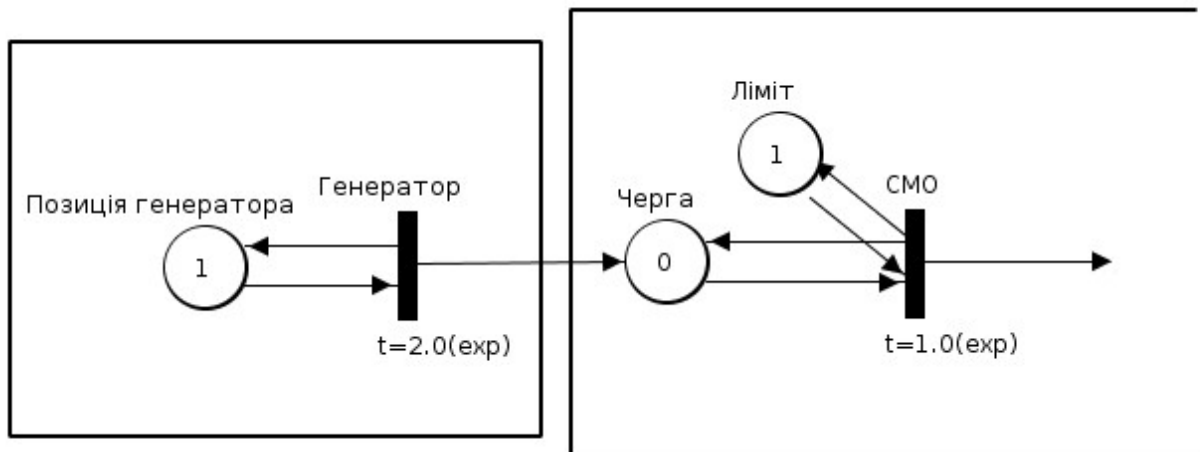 Ліміт
1
СМО
Генератор
Черга
Позиція генератора
1
0
t=2.0(exp)
t=1.0(exp)